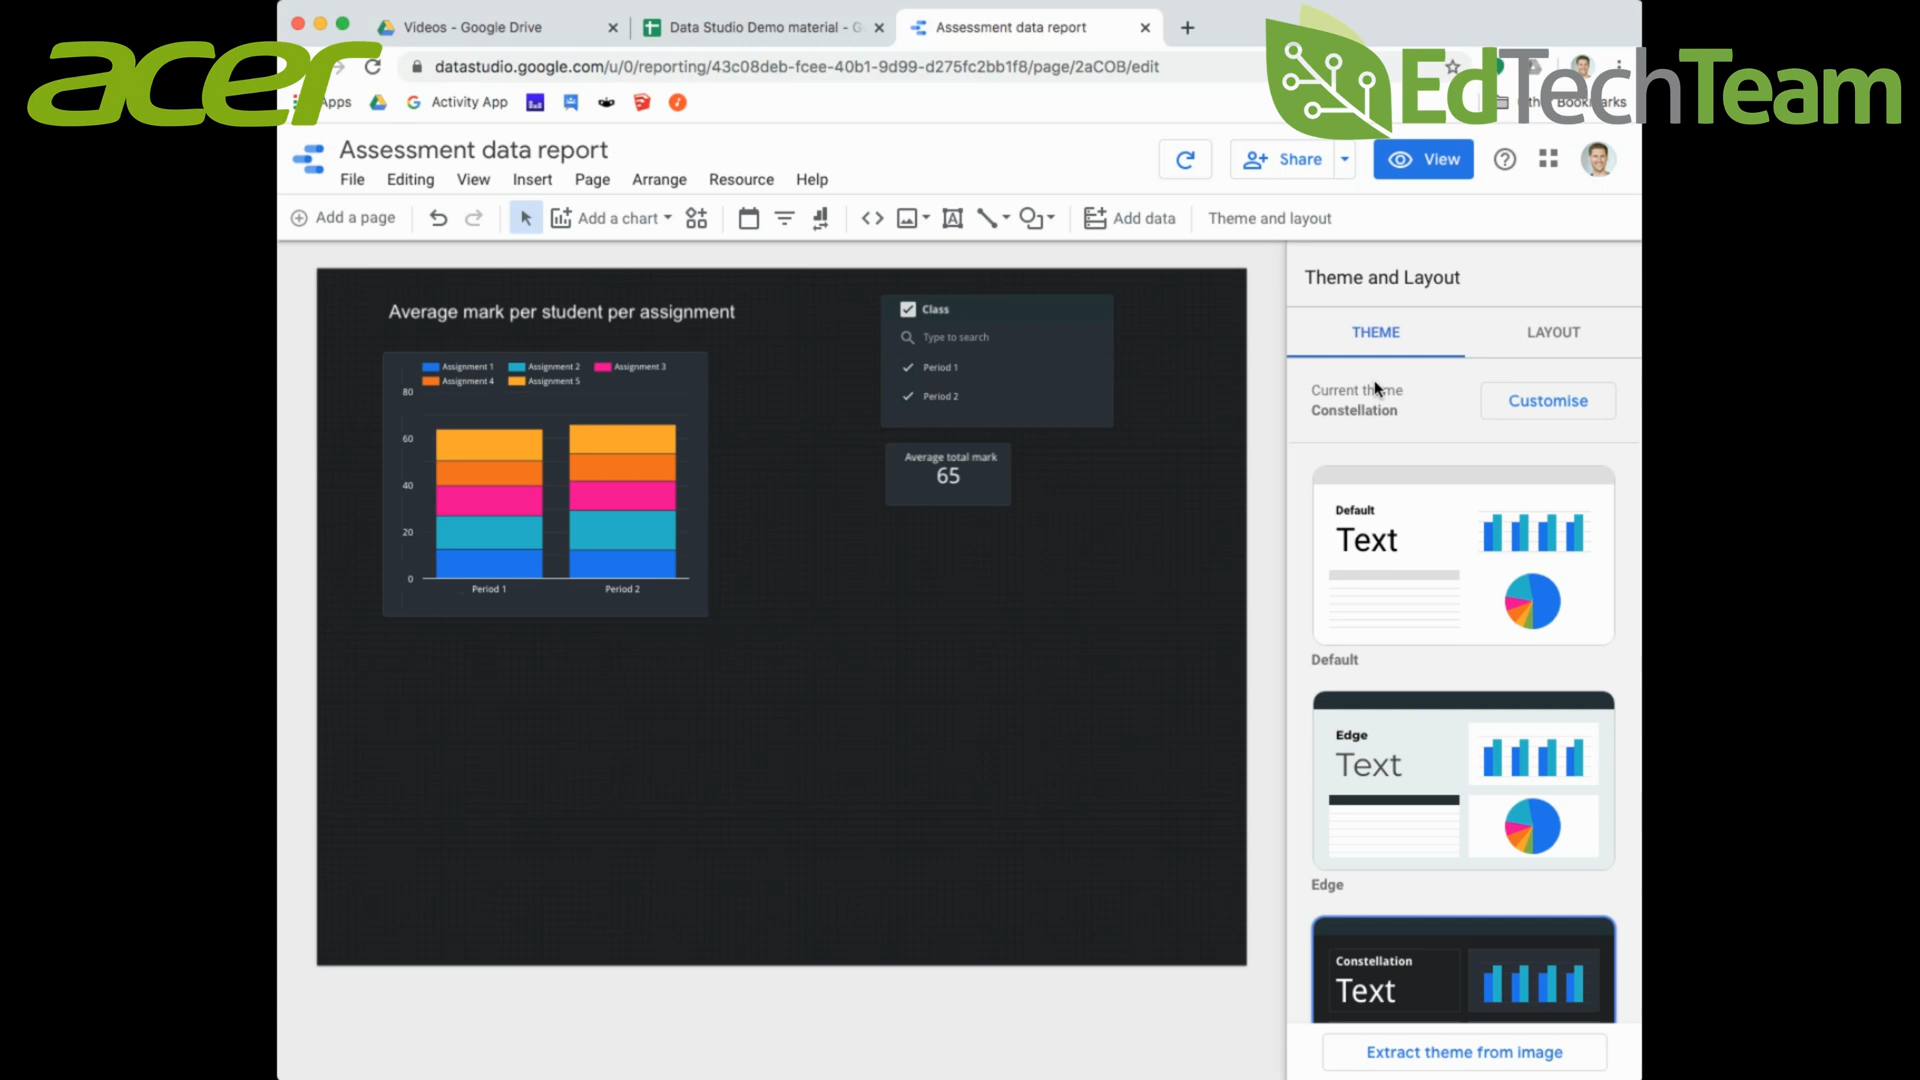 Videos - Google Drive
Data Studio Demo material - G
Assessment data report
acer
EdTechTeam
datastudio.google.com/u/0/reporting/43c08deb-fcee-40b1-9d99-d275fc2bb1f8/page/2aCOB/edit
Apps
Activity App
Bookmarks
Assessment data report
Share
View
File Editing View Insert Page Arrange Resource Help
Add a page
Add a chart
Add data
Theme and layout
Average mark per student per assignment
Assignment 1 Assignment 2 Assignment 3
Assignment 4 Assignment 5
80
60
40
20
0
Period 1 Period 2
Class
Type to search
Period 1
Period 2
Average total mark
65
Theme and Layout
THEME LAYOUT
Current theme
Constellation
Customise
Default
Text
Default
Edge
Text
Edge
Constellation
Text
Extract theme from image